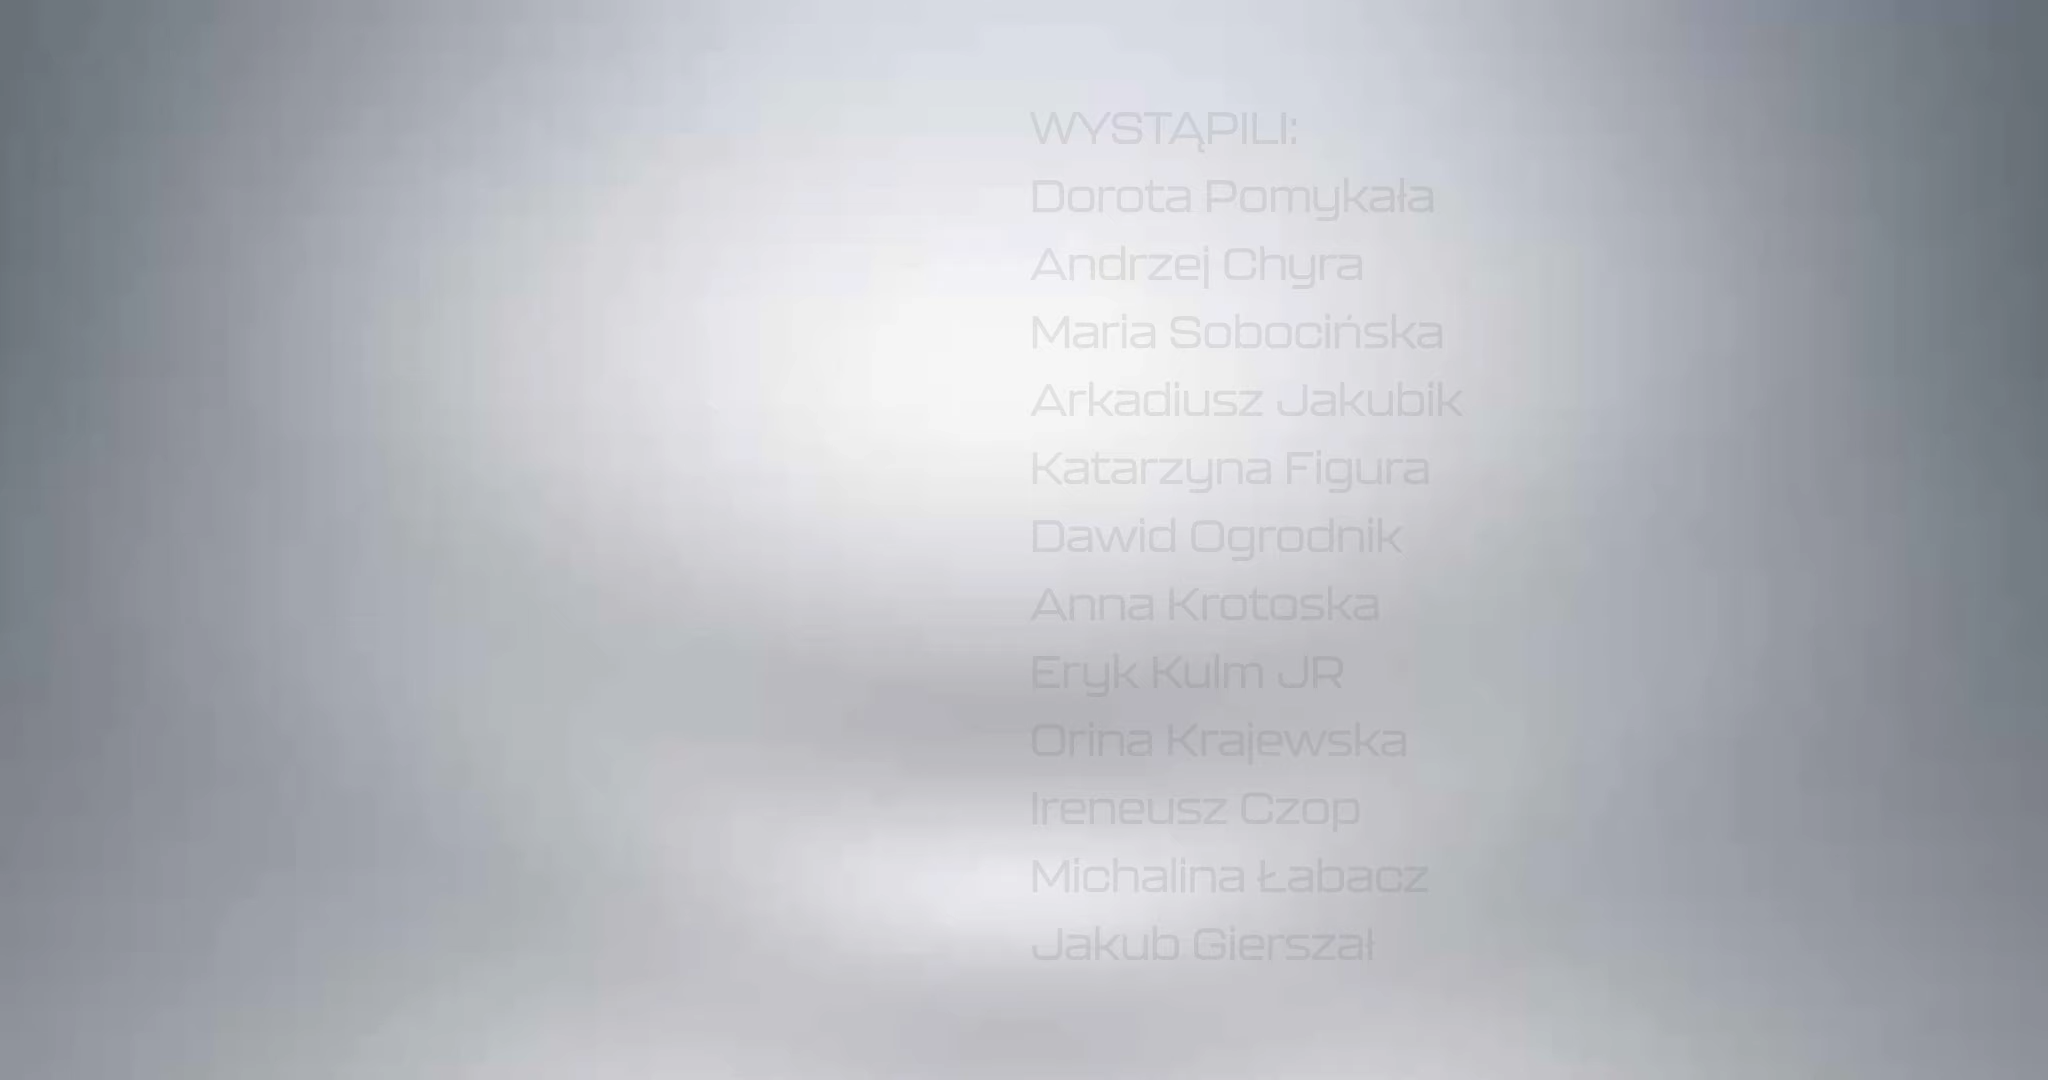 WYSTĄPILI:
Dorota Pomykała
Andrzej Chyra
Maria Sobocińska
Arkadiusz Jakubik
Katarzyna Figura
Dawid Ogrodnik
Anna Krotoska
Eryk Kulm JR
Orina Krajewska
Ireneusz Czop
Michalina Łabacz
Jakub Gierszał